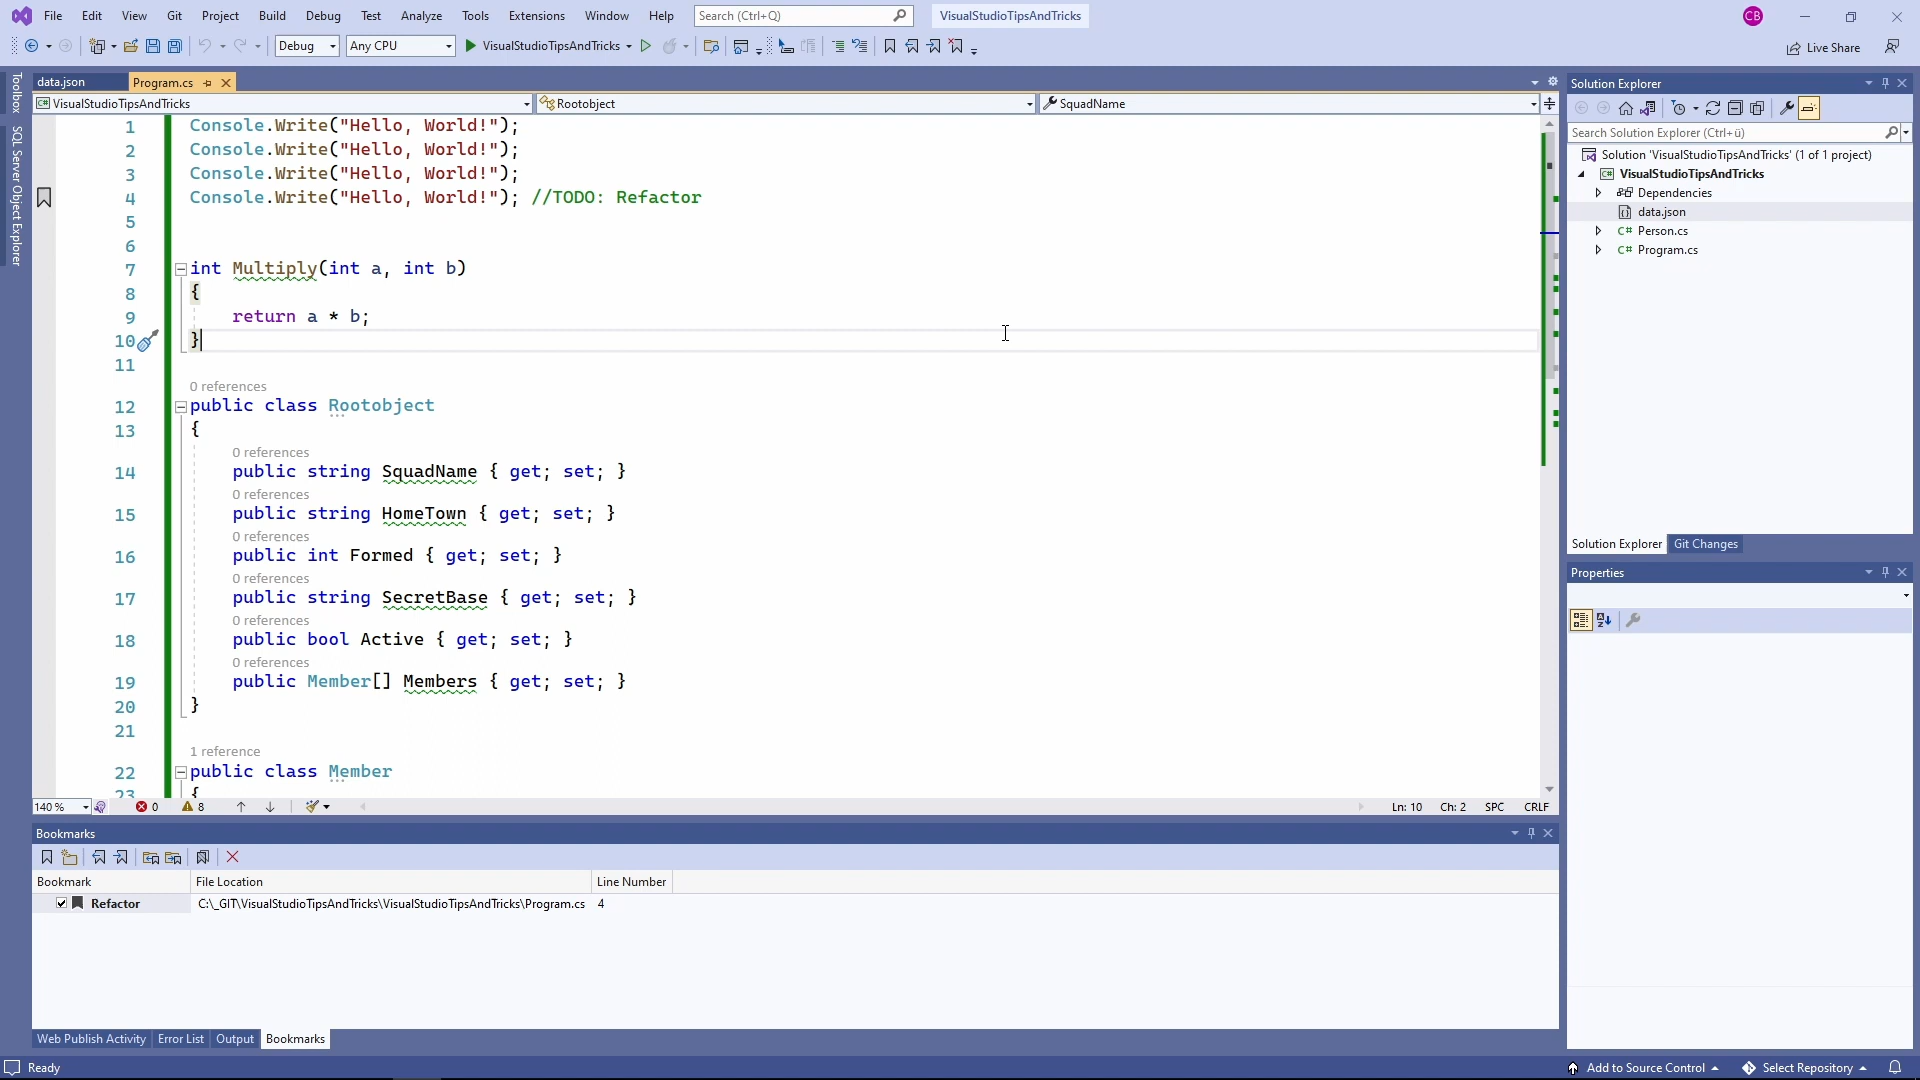 File Edit View Git Project Build Debug Test Analyze Tools Extensions Window Help Search (Ctrl+Q) VisualStudioTipsAndTricks CB
Debug Any CPU VisualStudioTipsAndTricks Live Share
Toolbox
SQL Server Object Explorer
data.json Program.cs
VisualStudioTipsAndTricks Rootobject SquadName
1 Console.Write("Hello, World!");
2 Console.Write("Hello, World!");
3 Console.Write("Hello, World!");
4 Console.Write("Hello, World!"); //TODO: Refactor
5
6
7 int Multiply(int a, int b)
8 {
9 return a * b;
10 }
11
0 references
12 public class Rootobject
13 {
0 references
14 public string SquadName { get; set; }
0 references
15 public string HomeTown { get; set; }
0 references
16 public int Formed { get; set; }
0 references
17 public string SecretBase { get; set; }
0 references
18 public bool Active { get; set; }
0 references
19 public Member[] Members { get; set; }
20 }
21
1 reference
22 public class Member
23 {
140 % 0 8 Ln: 10 Ch: 2 SPC CRLF
Bookmarks
Bookmark File Location Line Number
Refactor C:\_GIT\VisualStudioTipsAndTricks\VisualStudioTipsAndTricks\Program.cs 4
Web Publish Activity Error List Output Bookmarks
Solution Explorer
Search Solution Explorer (Ctrl+ü)
Solution 'VisualStudioTipsAndTricks' (1 of 1 project)
VisualStudioTipsAndTricks
Dependencies
data.json
C# Person.cs
C# Program.cs
Solution Explorer Git Changes
Properties
Ready Add to Source Control Select Repository